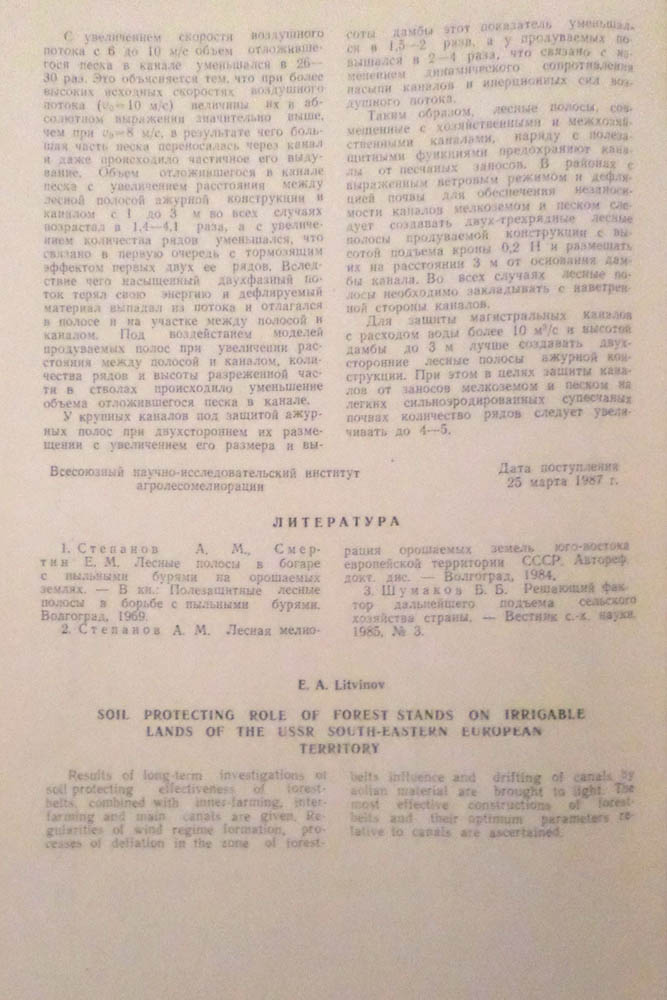 С увеличением скорости воздушного
потока с 6 до 10 м/с объем отложивше-
гося песка в канале уменьшался в 26—
30 раз. Это объясняется тем, что при более
высоких исходных скоростях воздушного
потока (v₀=10 м/с) величины их в аб-
солютном выражении значительно выше,
чем при v₀=8 м/с, в результате чего боль-
шая часть песка переносилась через канал
и даже происходило частичное его выду-
вание. Объем отложившегося в канале
песка с увеличением расстояния между
лесной полосой ажурной конструкции и
каналом с 1 до 3 м во всех случаях
возрастал в 1,4—4,1 раза, а с увеличе-
нием количества рядов уменьшался, что
связано в первую очередь с тормозящим
эффектом первых двух ее рядов. Вслед-
ствие чего насыщенный двухфазный по-
ток терял свою энергию и дефлируемый
материал выпадал из потока и отлагался
в полосе и на участке между полосой и
каналом. Под воздействием моделей
продуваемых полос при увеличении рас-
стояния между полосой и каналом, коли-
чества рядов и высоты разреженной час-
ти в стволах происходило уменьшение
объема отложившегося песка в канале.
У крупных каналов под защитой ажур-
ных полос при двухстороннем их разме-
щении с увеличением его размера и вы-
соты дамбы этот показатель уменьшал-
ся в 1,5—2 раза, а у продуваемых по-
вышался в 2—4 раза, что связано с из-
менением динамического сопротивления
насыпи каналов и инерционных сил воз-
душного потока.
Таким образом, лесные полосы, сов-
мещенные с хозяйственными и межхозяй-
ственными каналами, наряду с полеза-
щитными функциями предохраняют кана-
лы от песчаных заносов. В районах с
выраженным ветровым режимом и дефля-
цией почвы для обеспечения незаноси-
мости каналов мелкоземом и песком сле-
дует создавать двух-трехрядные лесные
полосы продуваемой конструкции с вы-
сотой подъема кроны 0,2 Н и размещать
их на расстоянии 3 м от основания дам-
бы канала. Во всех случаях лесные по-
лосы необходимо закладывать с наветрен-
ной стороны каналов.
Для защиты магистральных каналов
с расходом воды более 10 м³/с и высотой
дамбы до 3 м лучше создавать двух-
сторонние лесные полосы ажурной кон-
струкции. При этом в целях защиты кана-
лов от заносов мелкоземом и песком на
легких сильноэродированных супесчаных
почвах количество рядов следует увели-
чивать до 4—5.
Всесоюзный научно-исследовательский институт
агролесомелиорации
Дата поступления
25 марта 1987 г.
ЛИТЕРАТУРА
1. Степанов А. М., Смер-
тин Е. М. Лесные полосы в богаре
с пыльными бурями на орошаемых
землях. — В кн.: Полезащитные лесные
полосы в борьбе с пыльными бурями.
Волгоград, 1969.
2. Степанов А. М. Лесная мелио-
рация орошаемых земель юго-востока
европейской территории СССР. Автореф.
докт. дис. — Волгоград, 1984.
3. Шумаков Б. Б. Решающий фак-
тор дальнейшего подъема сельского
хозяйства страны. — Вестник с.-х. науки,
1985, № 3.
E. A. Litvinov
SOIL PROTECTING ROLE OF FOREST STANDS ON IRRIGABLE
LANDS OF THE USSR SOUTH-EASTERN EUROPEAN
TERRITORY
Results of long-term investigations of
soil protecting effectiveness of forest-
belts, combined with inner-farming, inter-
farming and main canals are given. Re-
gularities of wind regime formation, pro-
cesses of deflation in the zone of forest-
belts influence and drifting of canals by
aolian material are brought to light. The
most effective constructions of forest-
belts and their optimum parameters re-
lative to canals are ascertained.